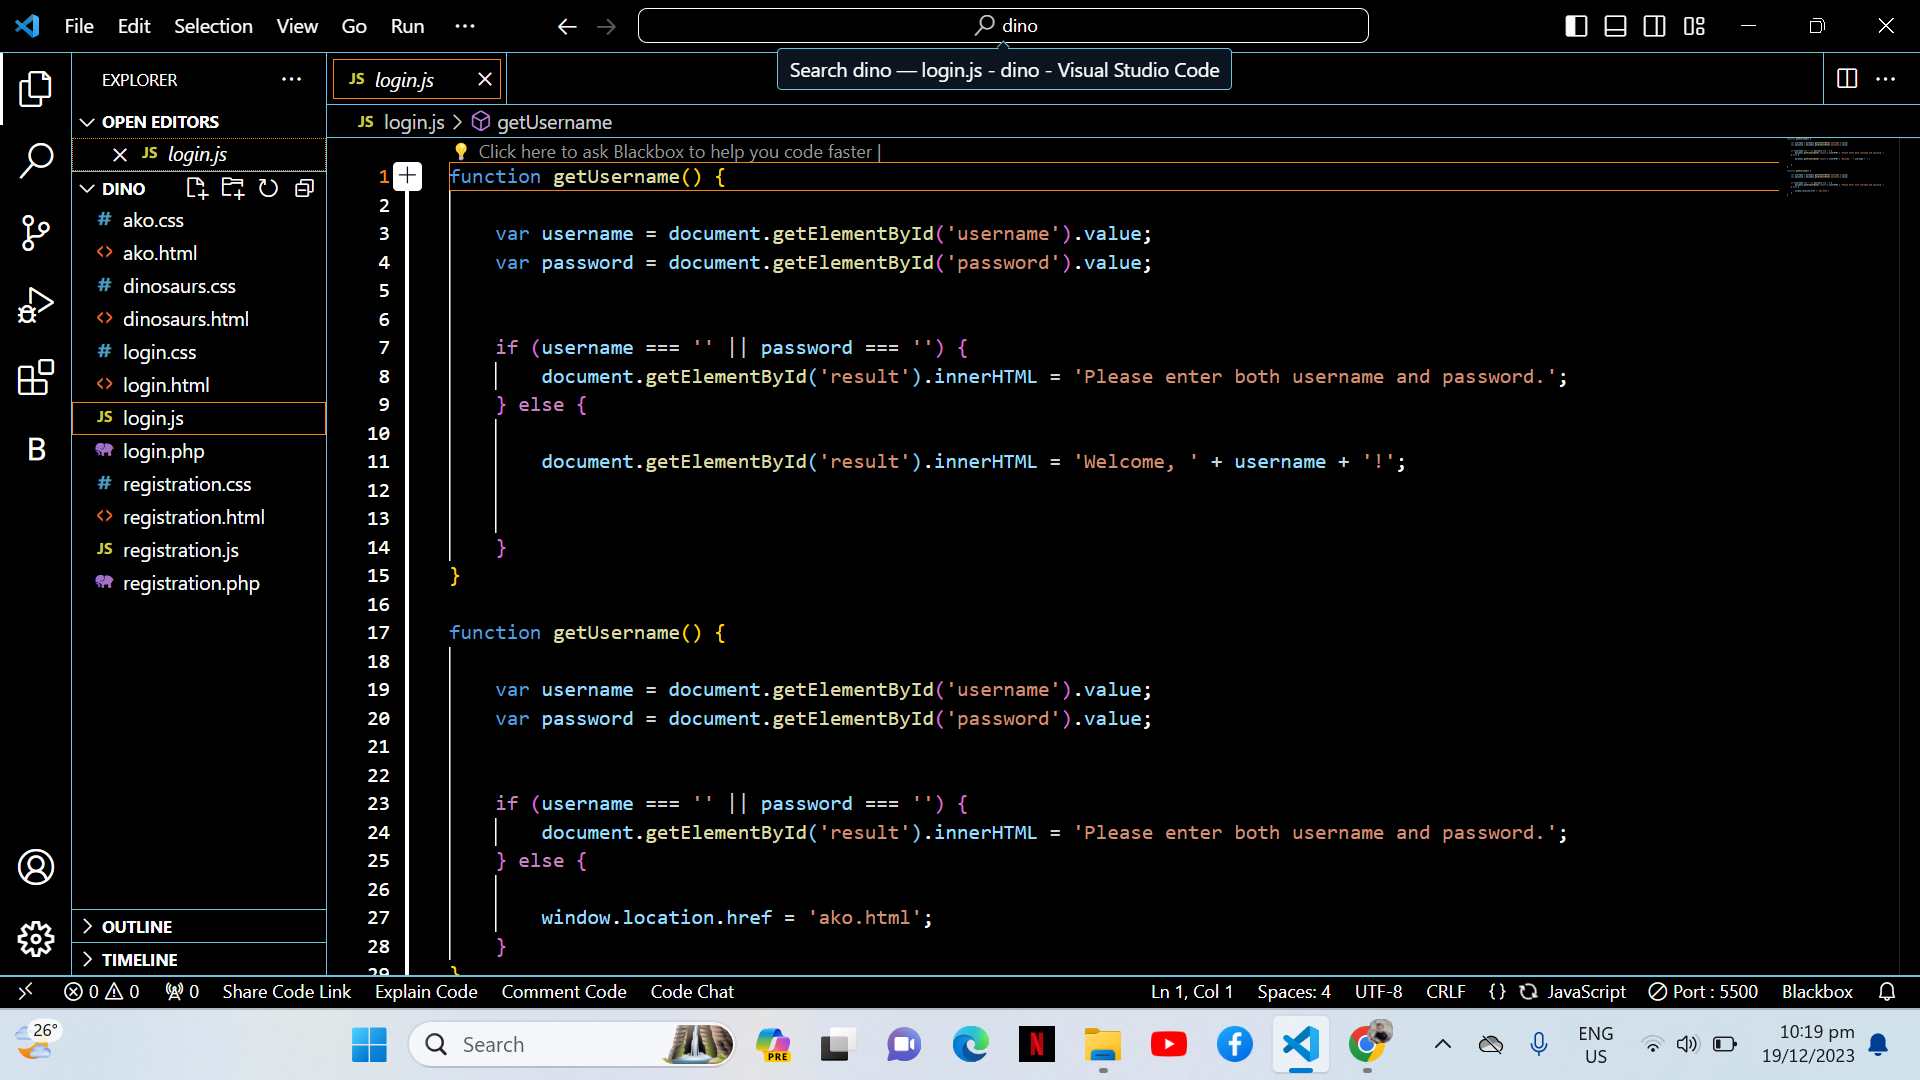 File Edit Selection View Go Run ··· dino
Search dino — login.js - dino - Visual Studio Code
EXPLORER
JS login.js
OPEN EDITORS
JS login.js > getUsername
JS login.js
Click here to ask Blackbox to help you code faster |
DINO
# ako.css
<> ako.html
# dinosaurs.css
<> dinosaurs.html
# login.css
<> login.html
JS login.js
login.php
# registration.css
<> registration.html
JS registration.js
registration.php
B
OUTLINE
TIMELINE
1 function getUsername() {
2
3 var username = document.getElementById('username').value;
4 var password = document.getElementById('password').value;
5
6
7 if (username === '' || password === '') {
8 document.getElementById('result').innerHTML = 'Please enter both username and password.';
9 } else {
10
11 document.getElementById('result').innerHTML = 'Welcome, ' + username + '!';
12
13
14 }
15 }
16
17 function getUsername() {
18
19 var username = document.getElementById('username').value;
20 var password = document.getElementById('password').value;
21
22
23 if (username === '' || password === '') {
24 document.getElementById('result').innerHTML = 'Please enter both username and password.';
25 } else {
26
27 window.location.href = 'ako.html';
28 }
29 }
0 0 0 Share Code Link Explain Code Comment Code Code Chat Ln 1, Col 1 Spaces: 4 UTF-8 CRLF {} JavaScript Port : 5500 Blackbox
26° Search PRE N ENG US 10:19 pm
19/12/2023